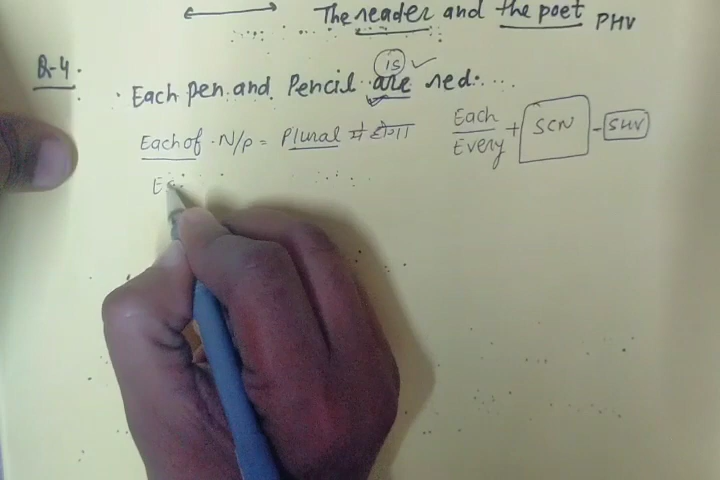 The reader and the poet PHV
Q-4. is ✓
Each pen and Pencil are red.
Each of N/P = Plural में होगा
Each
Every + SCN - SHV
Ea